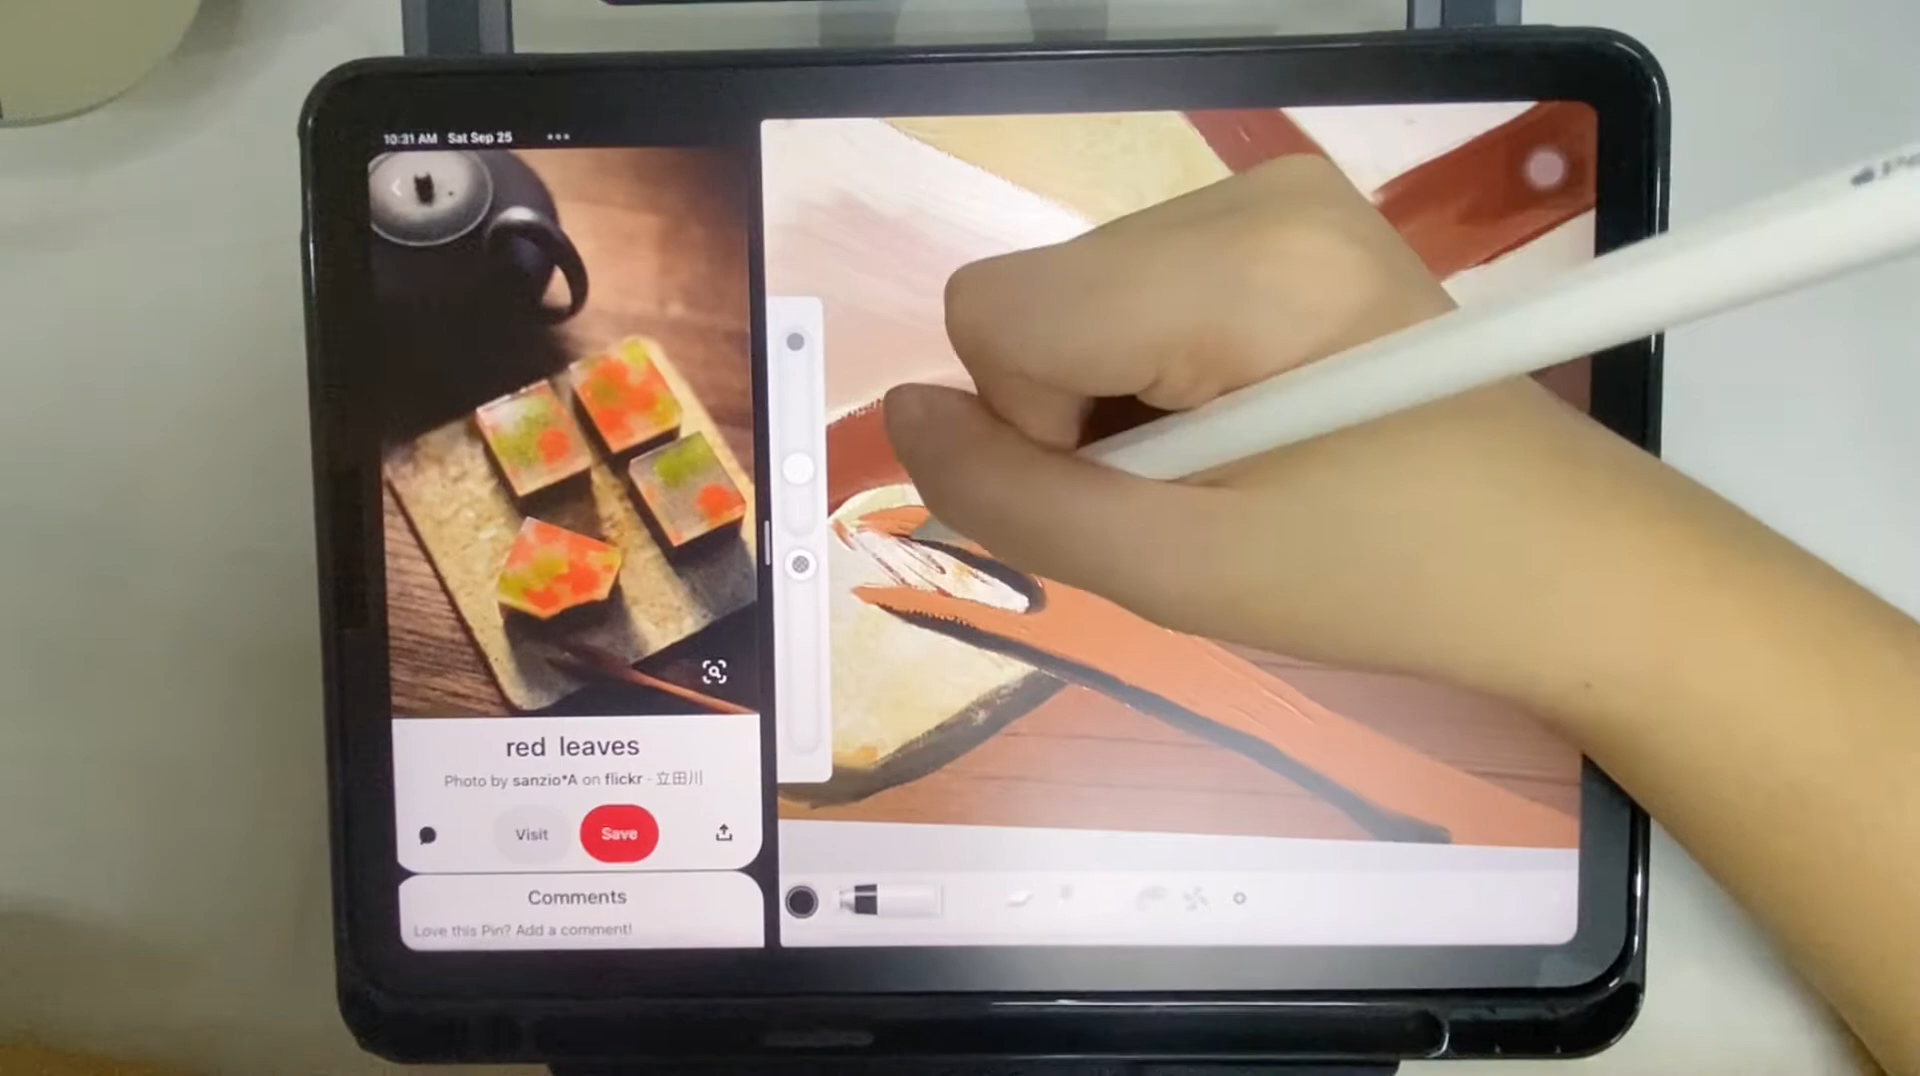 10:31 AM Sat Sep 25
red leaves
Photo by sanzio*A on flickr · 立田川
Visit
Save
Comments
Love this Pin? Add a comment!